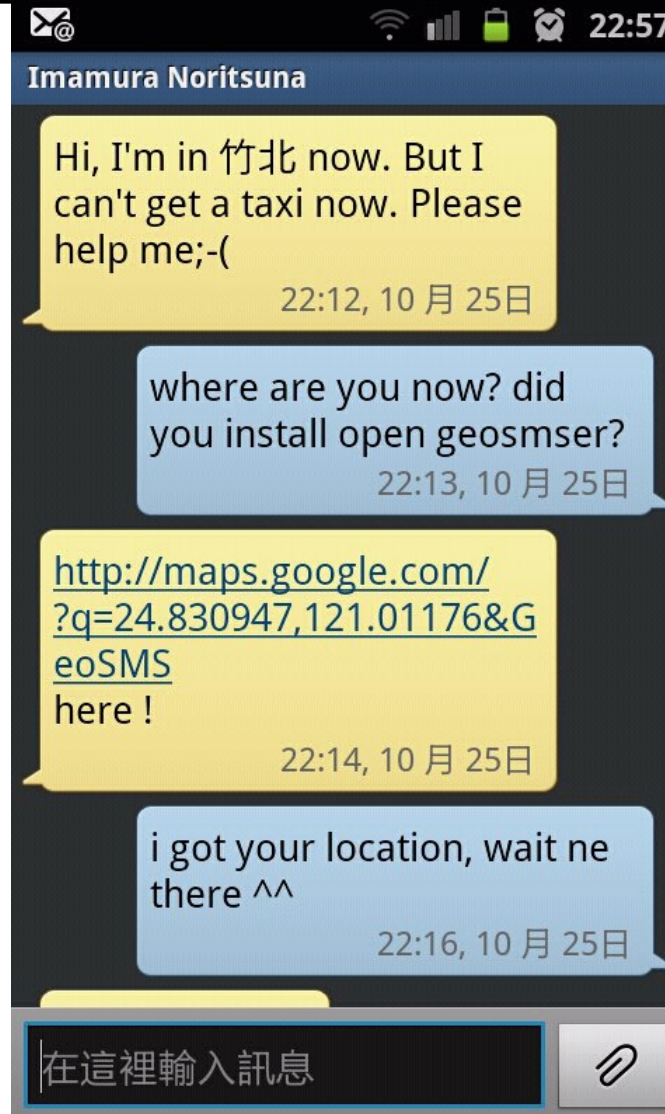 22:57
Imamura Noritsuna
Hi, I'm in 竹北 now. But I
can't get a taxi now. Please
help me;-(
22:12, 10 月 25日
where are you now? did
you install open geosmser?
22:13, 10 月 25日
http://maps.google.com/
?q=24.830947,121.01176&G
eoSMS
here !
22:14, 10 月 25日
i got your location, wait ne
there ^^
22:16, 10 月 25日
在這裡輸入訊息